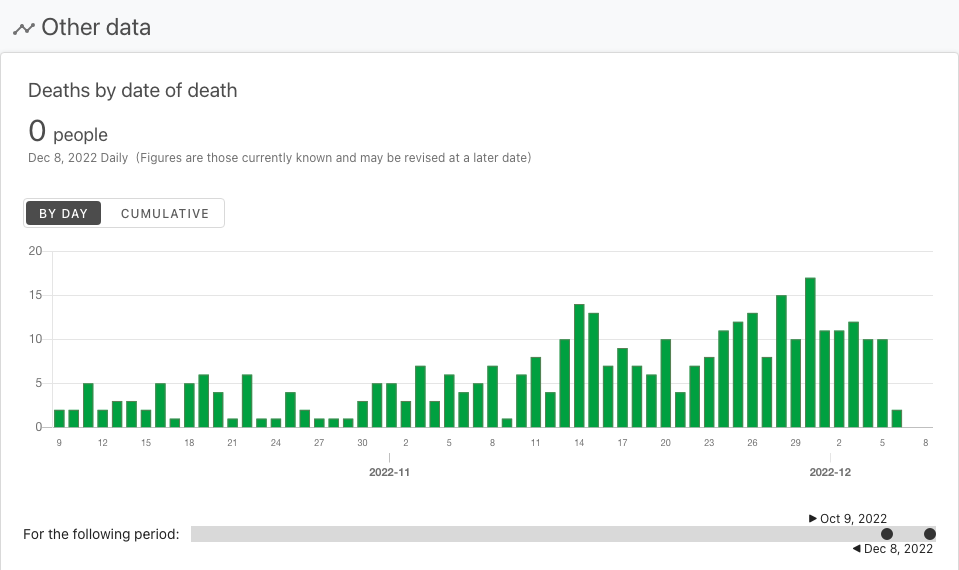 Other data
Deaths by date of death
0 people
Dec 8, 2022 Daily (Figures are those currently known and may be revised at a later date)
BY DAY CUMULATIVE
20
15
10
5
0
9 12 15 18 21 24 27 30 2 5 8 11 14 17 20 23 26 29 2 5 8
2022-11 2022-12
▶ Oct 9, 2022
For the following period:
◀ Dec 8, 2022